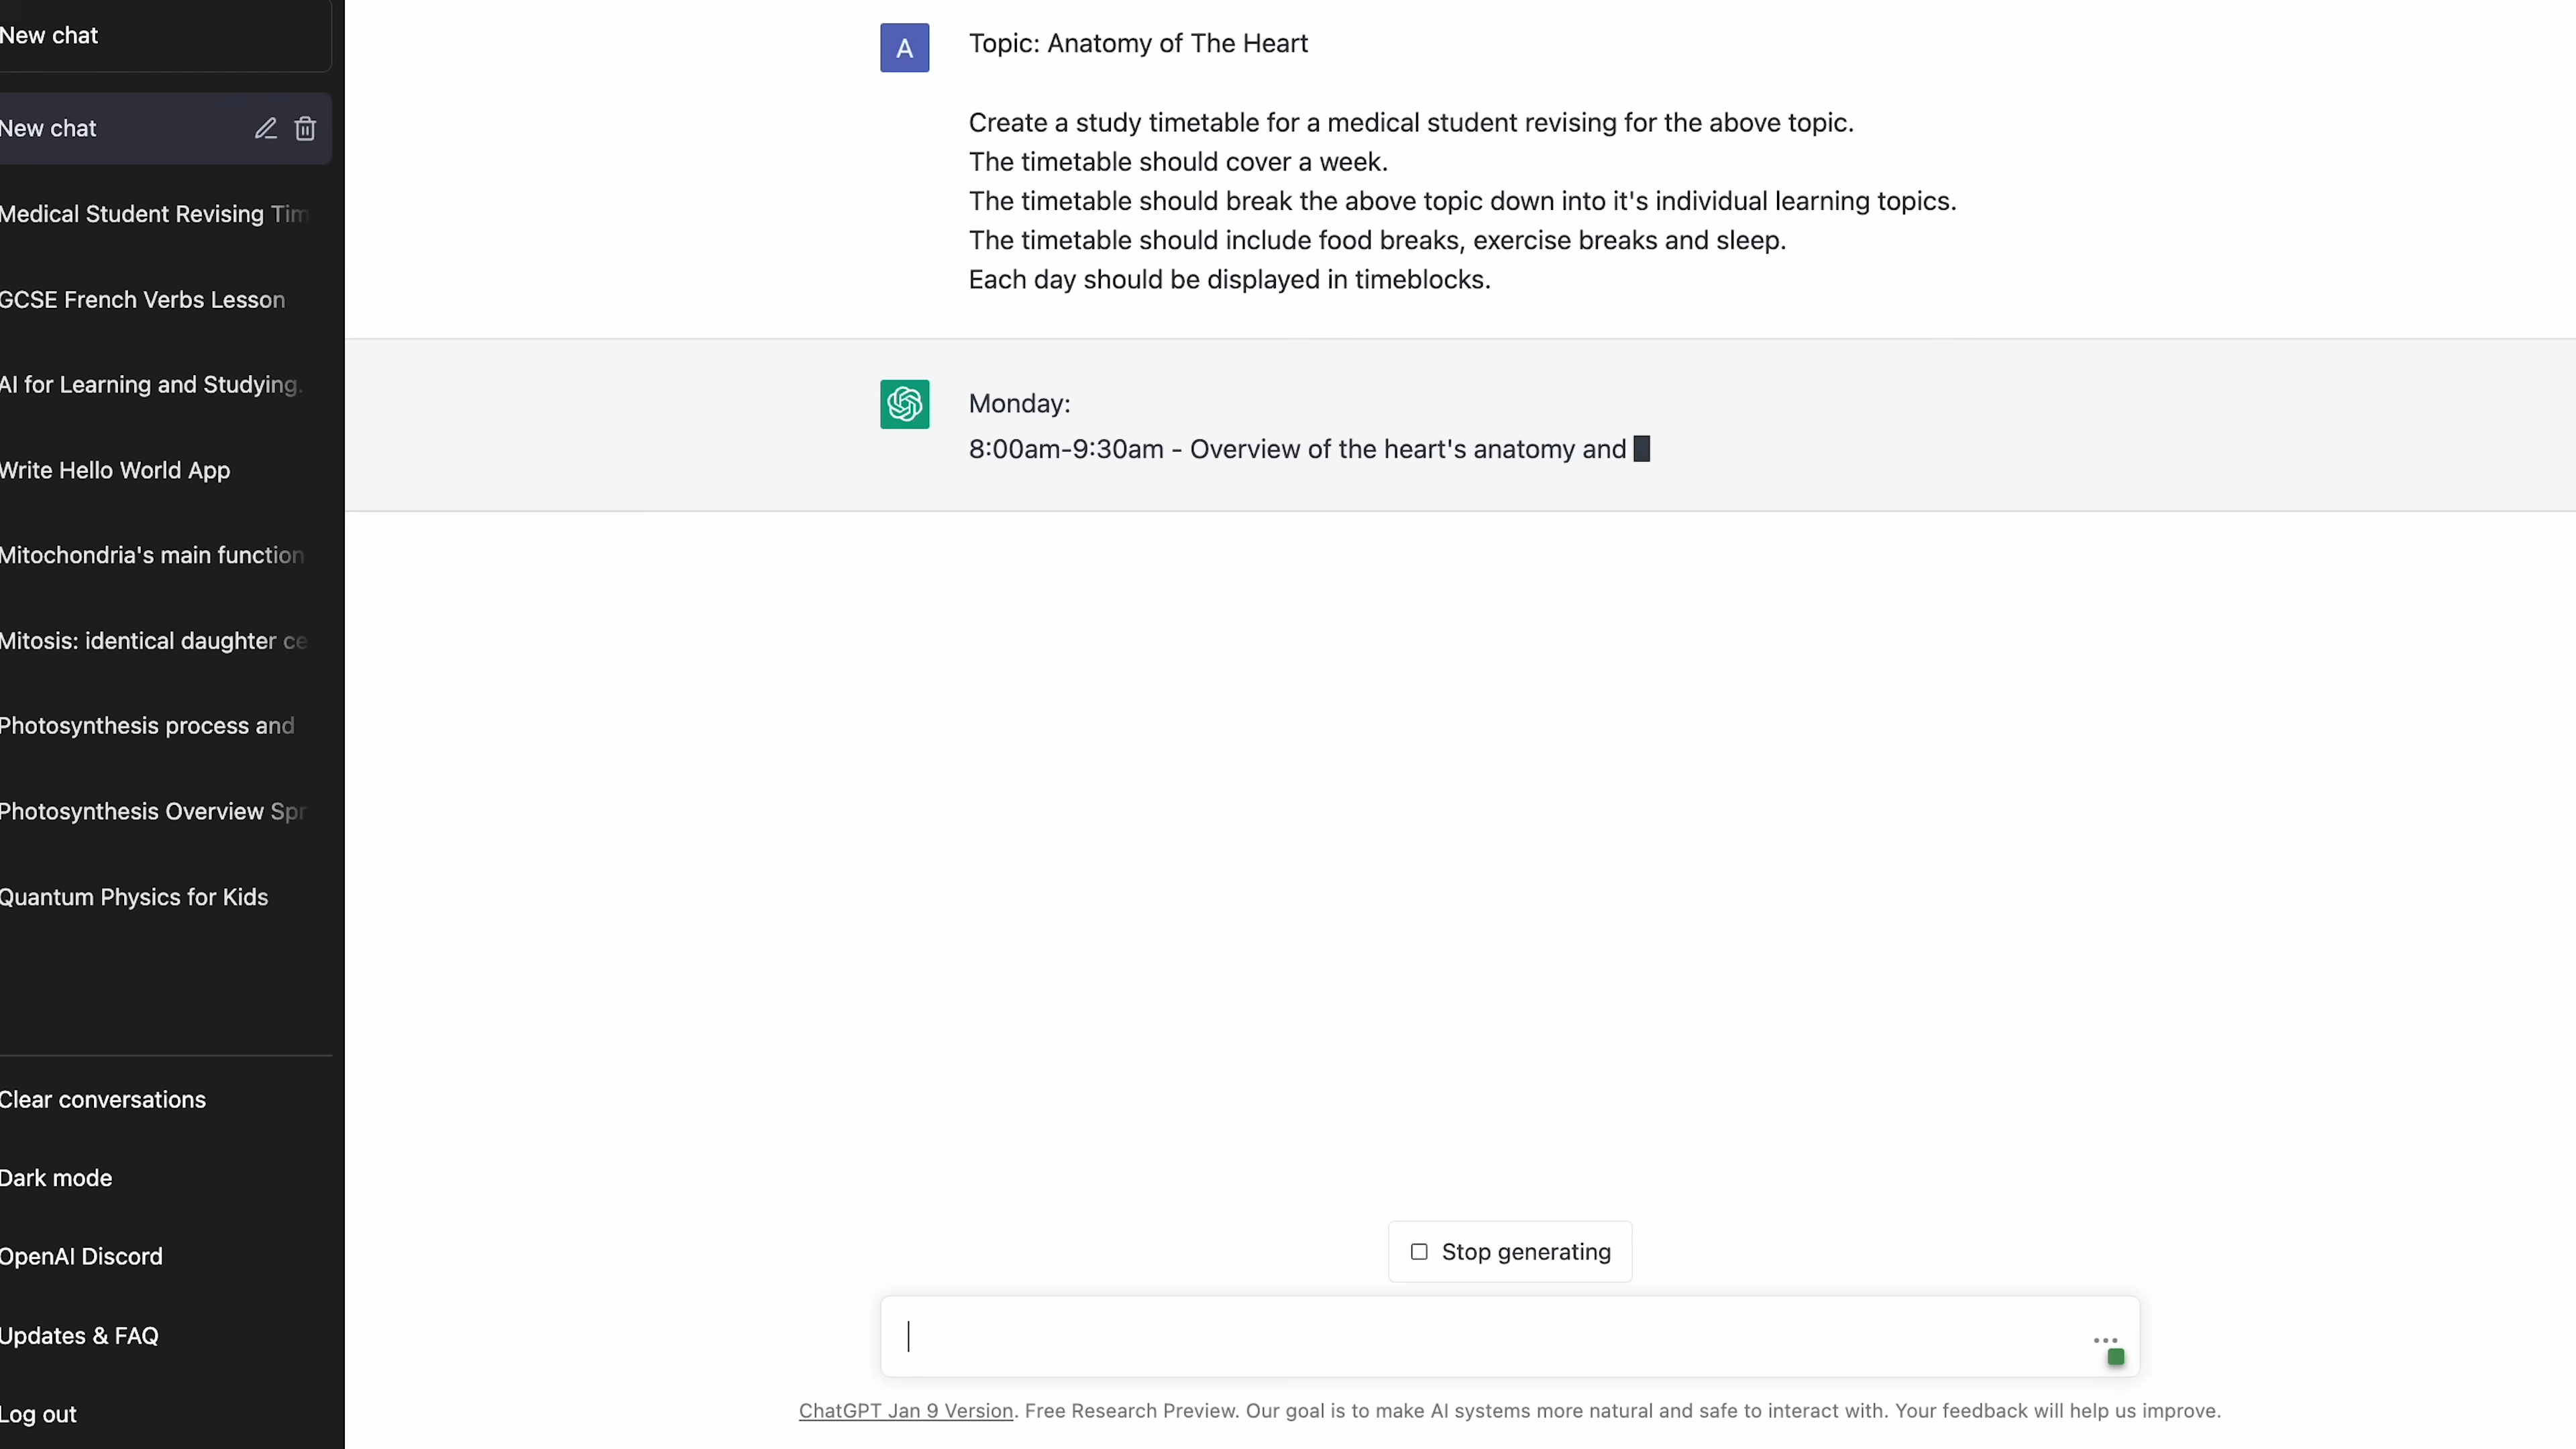 New chat
New chat
Medical Student Revising Tim
GCSE French Verbs Lesson
AI for Learning and Studying.
Write Hello World App
Mitochondria's main function
Mitosis: identical daughter ce
Photosynthesis process and
Photosynthesis Overview Spr
Quantum Physics for Kids
Clear conversations
Dark mode
OpenAI Discord
Updates & FAQ
Log out
A
Topic: Anatomy of The Heart
Create a study timetable for a medical student revising for the above topic.
The timetable should cover a week.
The timetable should break the above topic down into it's individual learning topics.
The timetable should include food breaks, exercise breaks and sleep.
Each day should be displayed in timeblocks.
Monday:
8:00am-9:30am - Overview of the heart's anatomy and
Stop generating
ChatGPT Jan 9 Version. Free Research Preview. Our goal is to make AI systems more natural and safe to interact with. Your feedback will help us improve.